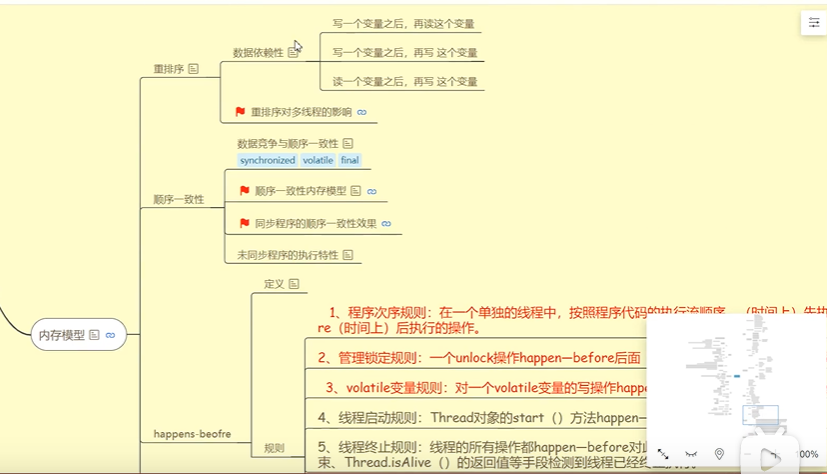 写一个变量之后，再读这个变量
数据依赖性
写一个变量之后，再写 这个变量
重排序
读一个变量之后，再写 这个变量
重排序对多线程的影响
数据竞争与顺序一致性
synchronized volatile final
顺序一致性内存模型
顺序一致性
同步程序的顺序一致性效果
未同步程序的执行特性
定义
1、程序次序规则：在一个单独的线程中，按照程序代码的执行流顺序，（时间上）先执
re（时间上）后执行的操作。
内存模型
2、管理锁定规则：一个unlock操作happen—before后面
3、volatile变量规则：对一个volatile变量的写操作happe
4、线程启动规则：Thread对象的start（）方法happen—
happens-beofre
规则
5、线程终止规则：线程的所有操作都happen—before对此
束、Thread.isAlive（）的返回值等手段检测到线程已经终止
100%